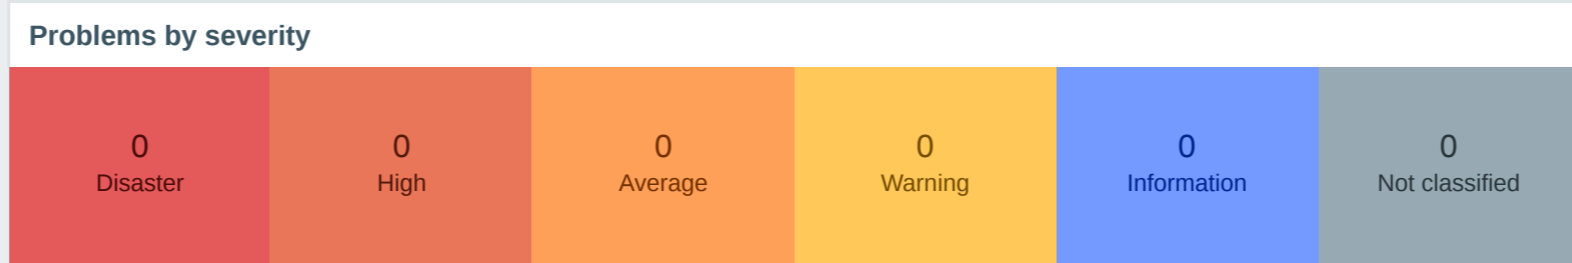 Problems by severity
0 0 0 0 0 0
Disaster High Average Warning Information Not classified